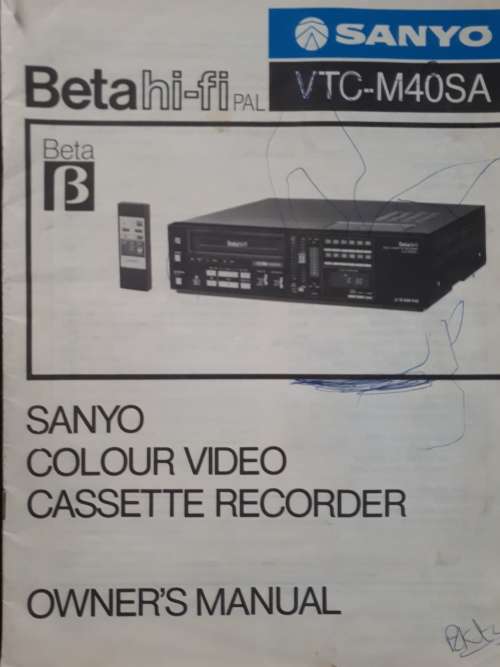 SANYO
Beta hi-fi PAL
VTC-M40SA
Beta
β
SANYO
COLOUR VIDEO
CASSETTE RECORDER
OWNER'S MANUAL